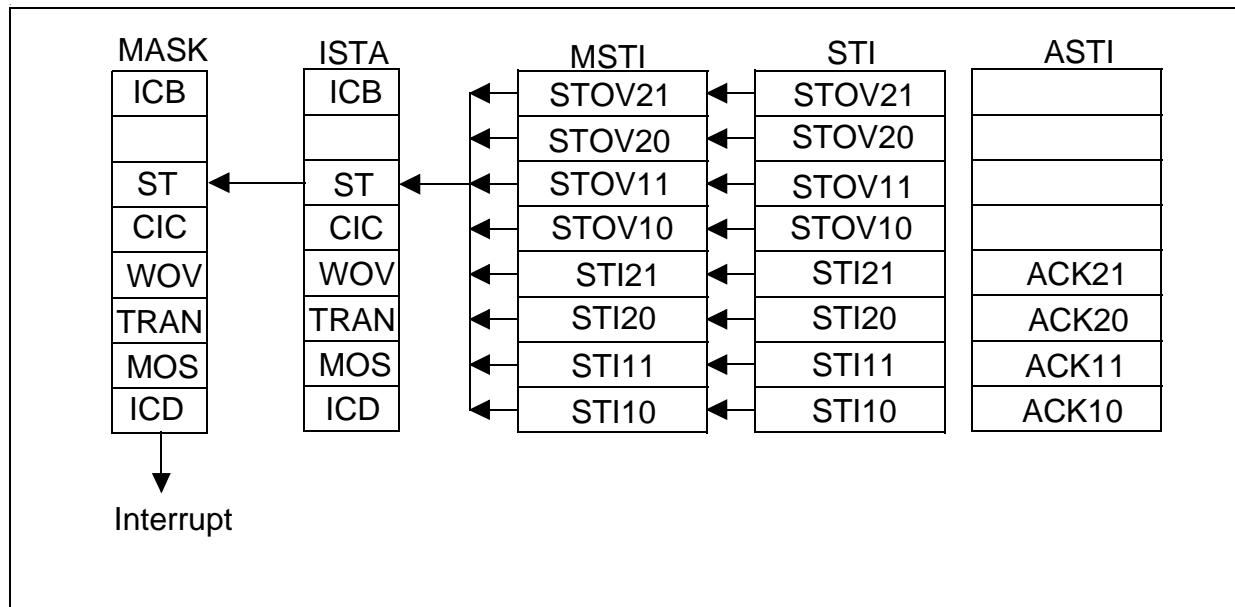 MASK ISTA MSTI STI ASTI
ICB ICB STOV21 STOV21
STOV20 STOV20
ST ST STOV11 STOV11
CIC CIC STOV10 STOV10
WOV WOV STI21 STI21 ACK21
TRAN TRAN STI20 STI20 ACK20
MOS MOS STI11 STI11 ACK11
ICD ICD STI10 STI10 ACK10
Interrupt